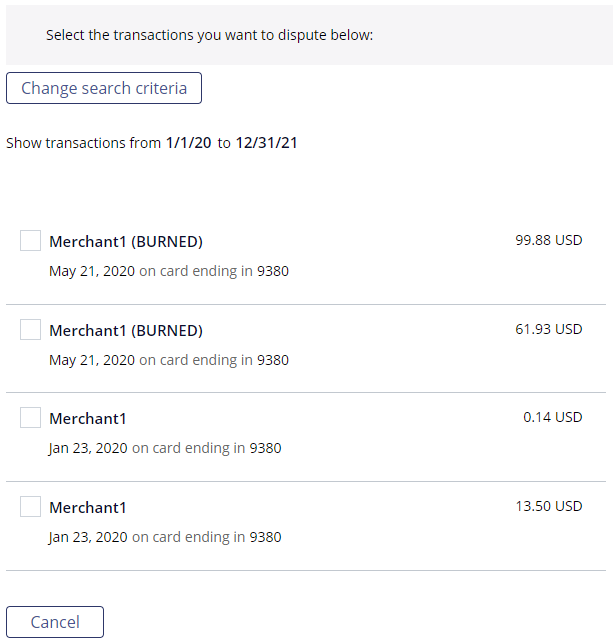 Select the transactions you want to dispute below:
Change search criteria
Show transactions from 1/1/20 to 12/31/21
Merchant1 (BURNED) 99.88 USD
May 21, 2020 on card ending in 9380
Merchant1 (BURNED) 61.93 USD
May 21, 2020 on card ending in 9380
Merchant1 0.14 USD
Jan 23, 2020 on card ending in 9380
Merchant1 13.50 USD
Jan 23, 2020 on card ending in 9380
Cancel